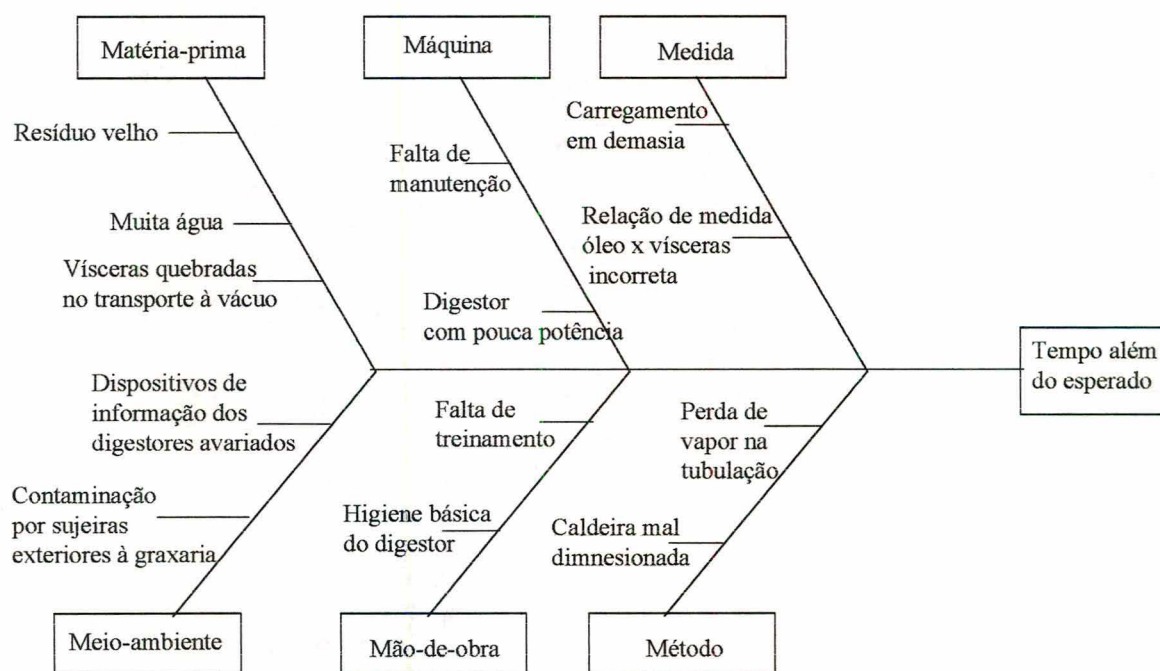 Matéria-prima
Máquina
Medida
Resíduo velho
Muita água
Vísceras quebradas
no transporte à vácuo
Falta de
manutenção
Digestor
com pouca potência
Carregamento
em demasia
Relação de medida
óleo x vísceras
incorreta
Tempo além
do esperado
Dispositivos de
informação dos
digestores avariados
Contaminação
por sujeiras
exteriores à graxaria
Falta de
treinamento
Higiene básica
do digestor
Perda de
vapor na
tubulação
Caldeira mal
dimnesionada
Meio-ambiente
Mão-de-obra
Método